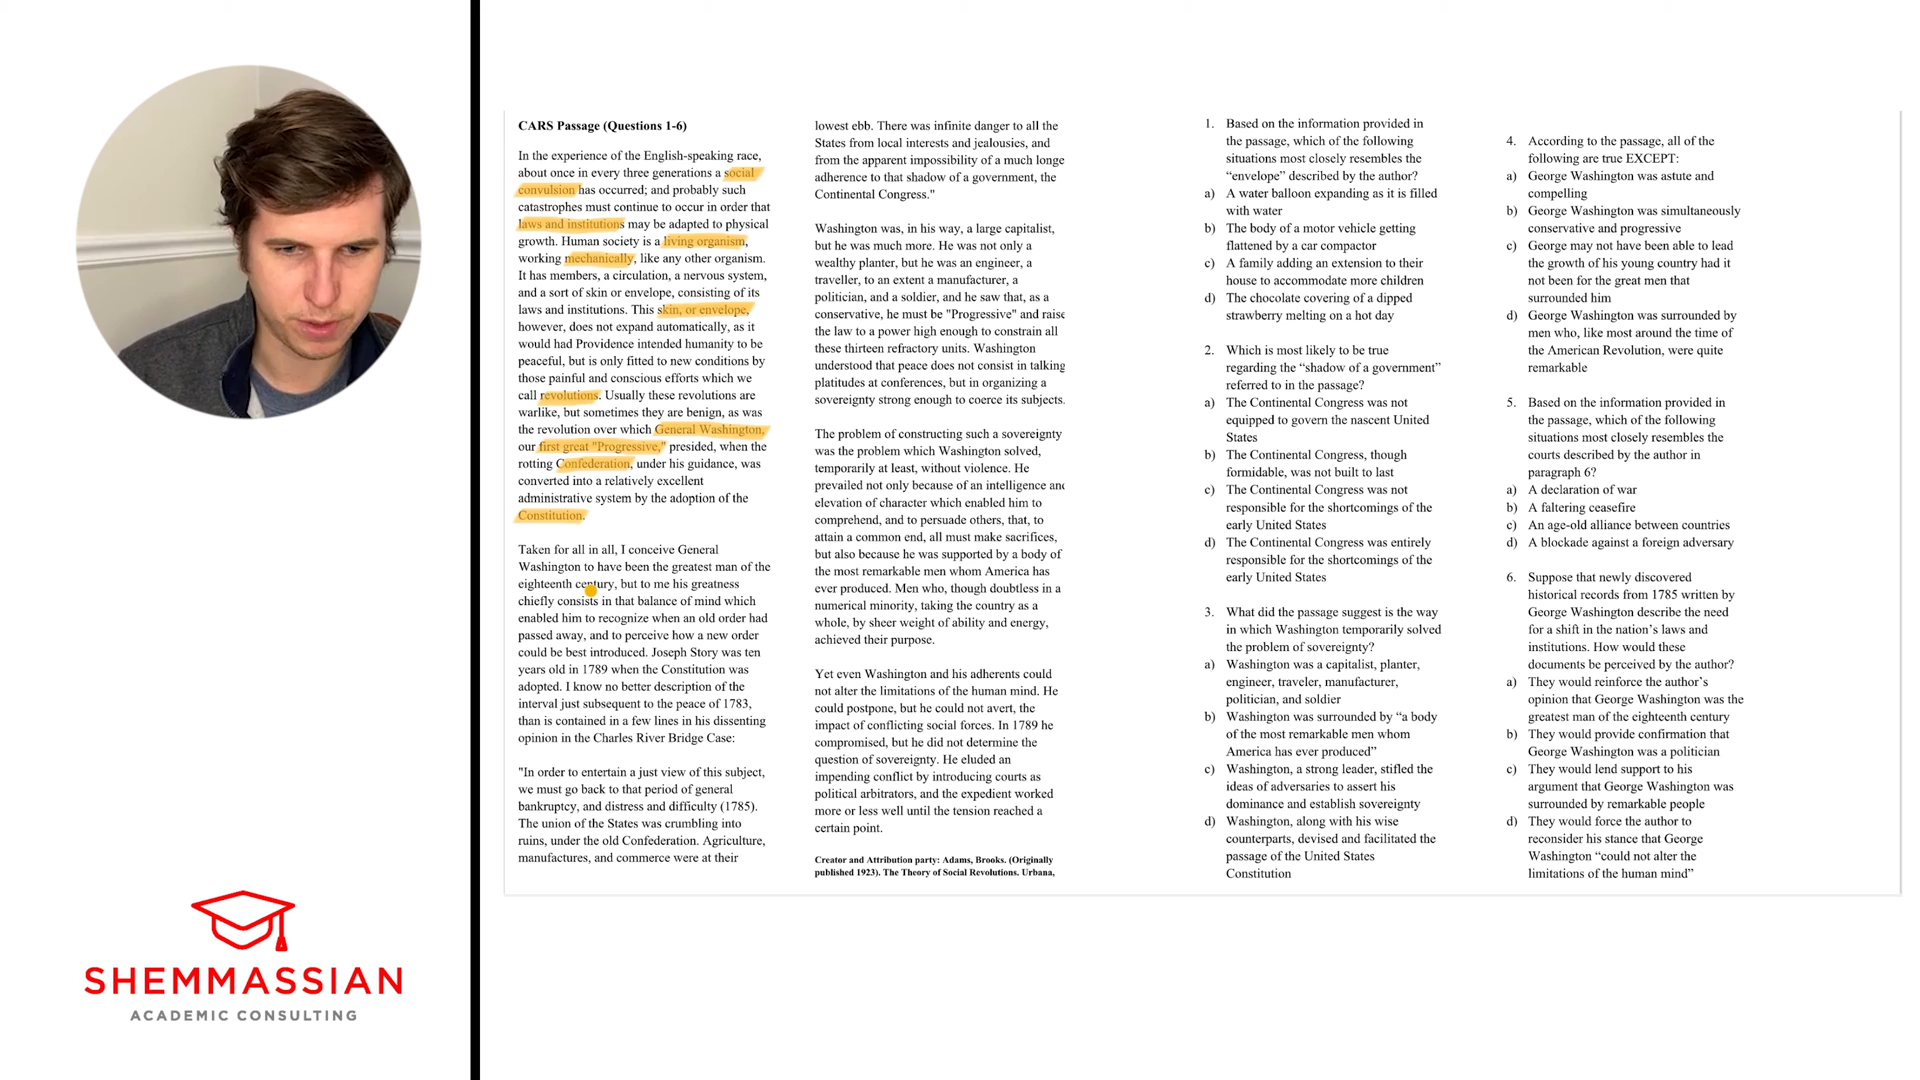 CARS Passage (Questions 1-6)
In the experience of the English-speaking race,
about once in every three generations a social
convulsion has occurred; and probably such
catastrophes must continue to occur in order that
laws and institutions may be adapted to physical
growth. Human society is a living organism,
working mechanically, like any other organism.
It has members, a circulation, a nervous system,
and a sort of skin or envelope, consisting of its
laws and institutions. This skin, or envelope,
however, does not expand automatically, as it
would had Providence intended humanity to be
peaceful, but is only fitted to new conditions by
those painful and conscious efforts which we
call revolutions. Usually these revolutions are
warlike, but sometimes they are benign, as was
the revolution over which General Washington,
our first great "Progressive," presided, when the
rotting Confederation, under his guidance, was
converted into a relatively excellent
administrative system by the adoption of the
Constitution.
Taken for all in all, I conceive General
Washington to have been the greatest man of the
eighteenth century, but to me his greatness
chiefly consists in that balance of mind which
enabled him to recognize when an old order had
passed away, and to perceive how a new order
could be best introduced. Joseph Story was ten
years old in 1789 when the Constitution was
adopted. I know no better description of the
interval just subsequent to the peace of 1783,
than is contained in a few lines in his dissenting
opinion in the Charles River Bridge Case:
"In order to entertain a just view of this subject,
we must go back to that period of general
bankruptcy, and distress and difficulty (1785).
The union of the States was crumbling into
ruins, under the old Confederation. Agriculture,
manufactures, and commerce were at their
lowest ebb. There was infinite danger to all the
States from local interests and jealousies, and
from the apparent impossibility of a much longe
adherence to that shadow of a government, the
Continental Congress."
Washington was, in his way, a large capitalist,
but he was much more. He was not only a
wealthy planter, but he was an engineer, a
traveller, to an extent a manufacturer, a
politician, and a soldier, and he saw that, as a
conservative, he must be "Progressive" and raise
the law to a power high enough to constrain all
these thirteen refractory units. Washington
understood that peace does not consist in talking
platitudes at conferences, but in organizing a
sovereignty strong enough to coerce its subjects.
The problem of constructing such a sovereignty
was the problem which Washington solved,
temporarily at least, without violence. He
prevailed not only because of an intelligence and
elevation of character which enabled him to
comprehend, and to persuade others, that, to
attain a common end, all must make sacrifices,
but also because he was supported by a body of
the most remarkable men whom America has
ever produced. Men who, though doubtless in a
numerical minority, taking the country as a
whole, by sheer weight of ability and energy,
achieved their purpose.
Yet even Washington and his adherents could
not alter the limitations of the human mind. He
could postpone, but he could not avert, the
impact of conflicting social forces. In 1789 he
compromised, but he did not determine the
question of sovereignty. He eluded an
impending conflict by introducing courts as
political arbitrators, and the expedient worked
more or less well until the tension reached a
certain point.
Creator and Attribution party: Adams, Brooks. (Originally
published 1923). The Theory of Social Revolutions. Urbana,
1. Based on the information provided in
the passage, which of the following
situations most closely resembles the
“envelope” described by the author?
a) A water balloon expanding as it is filled
with water
b) The body of a motor vehicle getting
flattened by a car compactor
c) A family adding an extension to their
house to accommodate more children
d) The chocolate covering of a dipped
strawberry melting on a hot day
2. Which is most likely to be true
regarding the “shadow of a government”
referred to in the passage?
a) The Continental Congress was not
equipped to govern the nascent United
States
b) The Continental Congress, though
formidable, was not built to last
c) The Continental Congress was not
responsible for the shortcomings of the
early United States
d) The Continental Congress was entirely
responsible for the shortcomings of the
early United States
3. What did the passage suggest is the way
in which Washington temporarily solved
the problem of sovereignty?
a) Washington was a capitalist, planter,
engineer, traveler, manufacturer,
politician, and soldier
b) Washington was surrounded by “a body
of the most remarkable men whom
America has ever produced”
c) Washington, a strong leader, stifled the
ideas of adversaries to assert his
dominance and establish sovereignty
d) Washington, along with his wise
counterparts, devised and facilitated the
passage of the United States
Constitution
4. According to the passage, all of the
following are true EXCEPT:
a) George Washington was astute and
compelling
b) George Washington was simultaneously
conservative and progressive
c) George may not have been able to lead
the growth of his young country had it
not been for the great men that
surrounded him
d) George Washington was surrounded by
men who, like most around the time of
the American Revolution, were quite
remarkable
5. Based on the information provided in
the passage, which of the following
situations most closely resembles the
courts described by the author in
paragraph 6?
a) A declaration of war
b) A faltering ceasefire
c) An age-old alliance between countries
d) A blockade against a foreign adversary
6. Suppose that newly discovered
historical records from 1785 written by
George Washington describe the need
for a shift in the nation’s laws and
institutions. How would these
documents be perceived by the author?
a) They would reinforce the author’s
opinion that George Washington was the
greatest man of the eighteenth century
b) They would provide confirmation that
George Washington was a politician
c) They would lend support to his
argument that George Washington was
surrounded by remarkable people
d) They would force the author to
reconsider his stance that George
Washington “could not alter the
limitations of the human mind”
SHEMMASSIAN
ACADEMIC CONSULTING